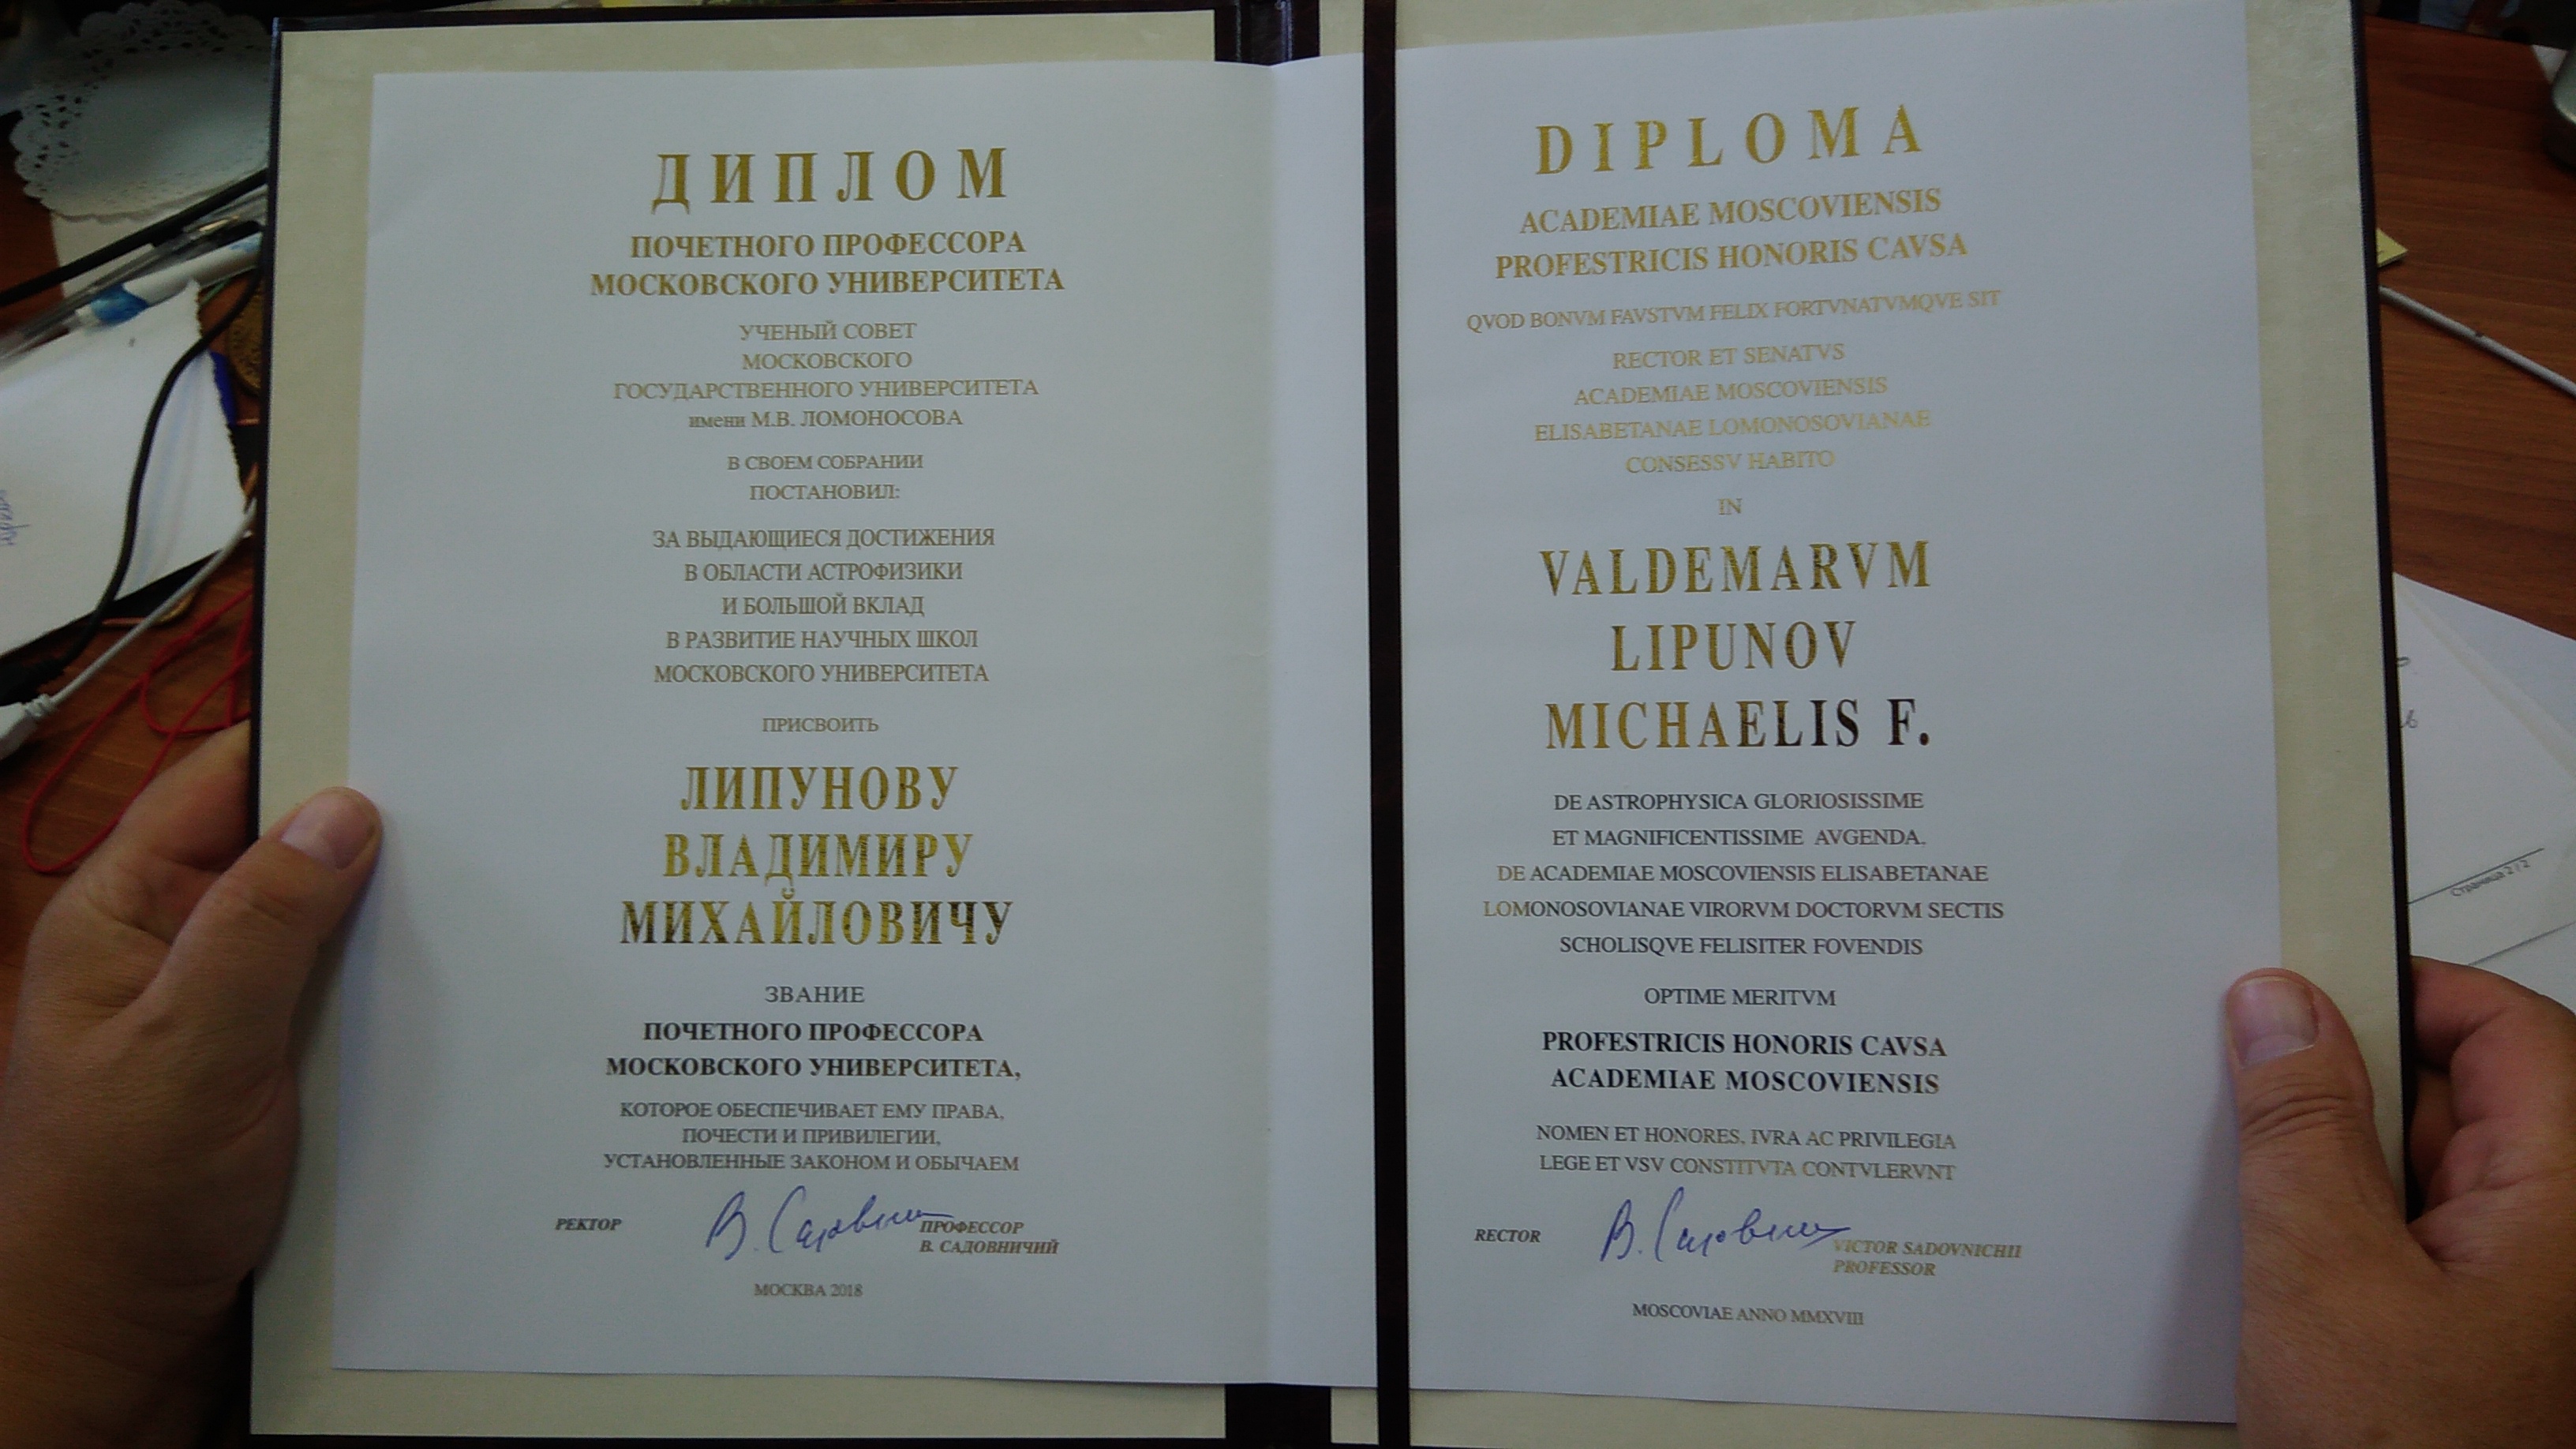 ДИПЛОМ
ПОЧЕТНОГО ПРОФЕССОРА
МОСКОВСКОГО УНИВЕРСИТЕТА
УЧЕНЫЙ СОВЕТ
МОСКОВСКОГО
ГОСУДАРСТВЕННОГО УНИВЕРСИТЕТА
имени М.В. ЛОМОНОСОВА
В СВОЕМ СОБРАНИИ
ПОСТАНОВИЛ:
ЗА ВЫДАЮЩИЕСЯ ДОСТИЖЕНИЯ
В ОБЛАСТИ АСТРОФИЗИКИ
И БОЛЬШОЙ ВКЛАД
В РАЗВИТИЕ НАУЧНЫХ ШКОЛ
МОСКОВСКОГО УНИВЕРСИТЕТА
ПРИСВОИТЬ
ЛИПУНОВУ
ВЛАДИМИРУ
МИХАЙЛОВИЧУ
ЗВАНИЕ
ПОЧЕТНОГО ПРОФЕССОРА
МОСКОВСКОГО УНИВЕРСИТЕТА,
КОТОРОЕ ОБЕСПЕЧИВАЕТ ЕМУ ПРАВА,
ПОЧЕСТИ И ПРИВИЛЕГИИ,
УСТАНОВЛЕННЫЕ ЗАКОНОМ И ОБЫЧАЕМ
РЕКТОР В. Садовничий ПРОФЕССОР
В. САДОВНИЧИЙ
МОСКВА 2018
DIPLOMA
ACADEMIAE MOSCOVIENSIS
PROFESTRICIS HONORIS CAVSA
QVOD BONVM FAVSTVM FELIX FORTVNATVMQVE SIT
RECTOR ET SENATVS
ACADEMIAE MOSCOVIENSIS
ELISABETANAE LOMONOSOVIANAE
CONSESSV HABITO
IN
VALDEMARVM
LIPUNOV
MICHAELIS F.
DE ASTROPHYSICA GLORIOSISSIME
ET MAGNIFICENTISSIME AVGENDA.
DE ACADEMIAE MOSCOVIENSIS ELISABETANAE
LOMONOSOVIANAE VIRORVM DOCTORVM SECTIS
SCHOLISQVE FELISITER FOVENDIS
OPTIME MERITVM
PROFESTRICIS HONORIS CAVSA
ACADEMIAE MOSCOVIENSIS
NOMEN ET HONORES, IVRA AC PRIVILEGIA
LEGE ET VSV CONSTITVTA CONTVLERVNT
RECTOR В. Садовничий VICTOR SADOVNICHII
PROFESSOR
MOSCOVIAE ANNO MMXVIII
Страница 2 / 2